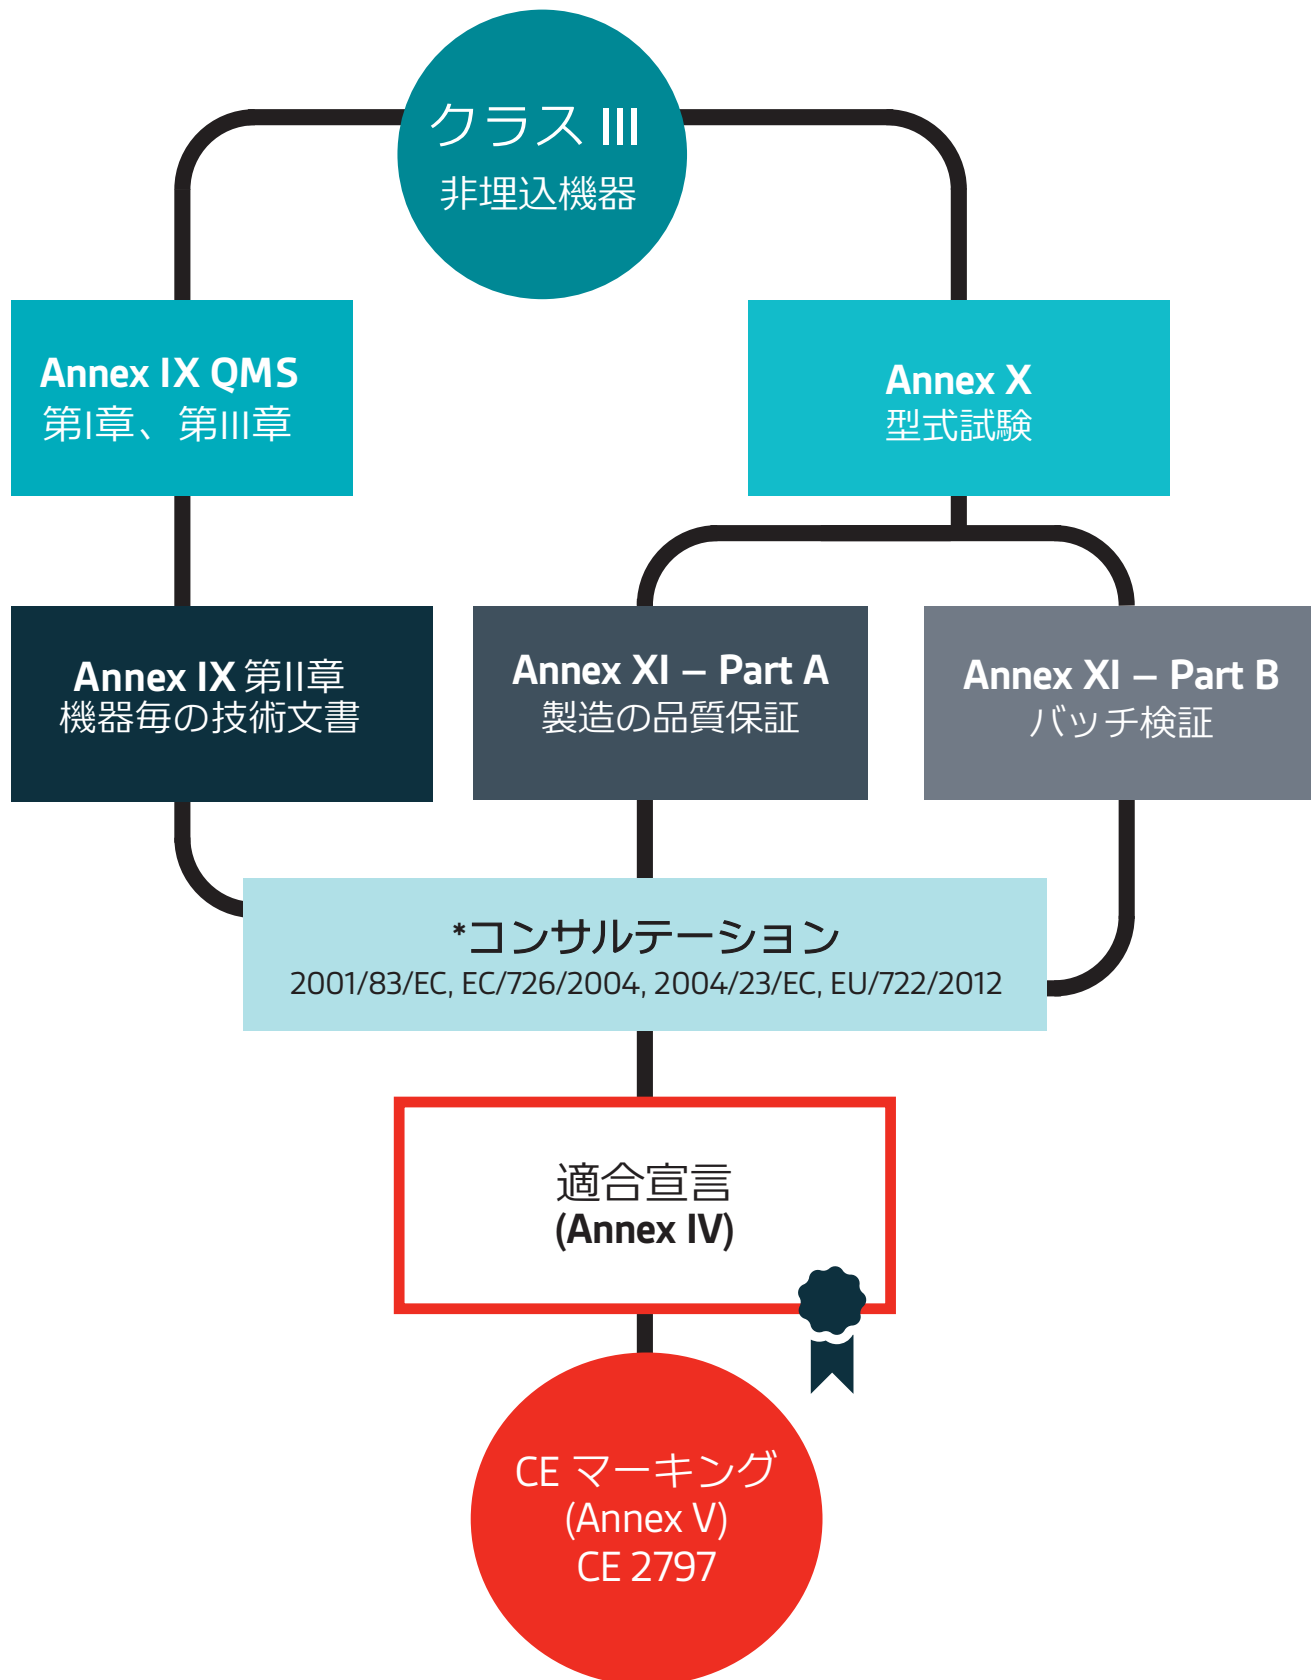 クラス III
非埋込機器
Annex IX QMS
第I章、第III章
Annex X
型式試験
Annex IX 第II章
機器毎の技術文書
Annex XI – Part A
製造の品質保証
Annex XI – Part B
バッチ検証
*コンサルテーション
2001/83/EC, EC/726/2004, 2004/23/EC, EU/722/2012
適合宣言
(Annex IV)
CE マーキング
(Annex V)
CE 2797